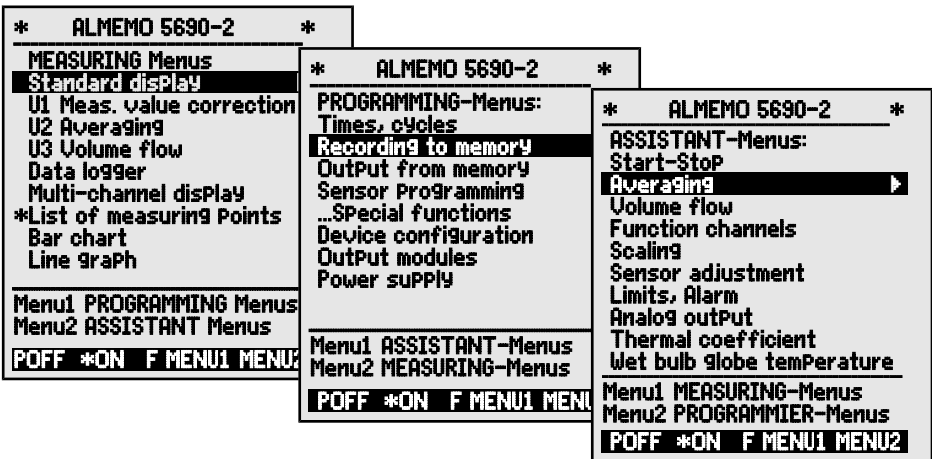 * ALMEMO 5690-2 *
MEASURING Menus
Standard display
U1 Meas. value correction
U2 Averaging
U3 Volume flow
Data logger
Multi-channel display
*List of measuring Points
Bar chart
Line graph
Menu1 PROGRAMMING Menus
Menu2 ASSISTANT Menus
POFF *ON F MENU1 MENU2
* ALMEMO 5690-2 *
PROGRAMMING-Menus:
Times, cycles
Recording to memory
Output from memory
Sensor Programming
...Special functions
Device configuration
Output modules
Power supply
Menu1 ASSISTANT-Menus
Menu2 MEASURING-Menus
POFF *ON F MENU1 MENU
* ALMEMO 5690-2 *
ASSISTANT-Menus:
Start-Stop
Averaging
Volume flow
Function channels
Scaling
Sensor adjustment
Limits, Alarm
Analog output
Thermal coefficient
Wet bulb globe temperature
Menu1 MEASURING-Menus
Menu2 PROGRAMMIER-Menus
POFF *ON F MENU1 MENU2